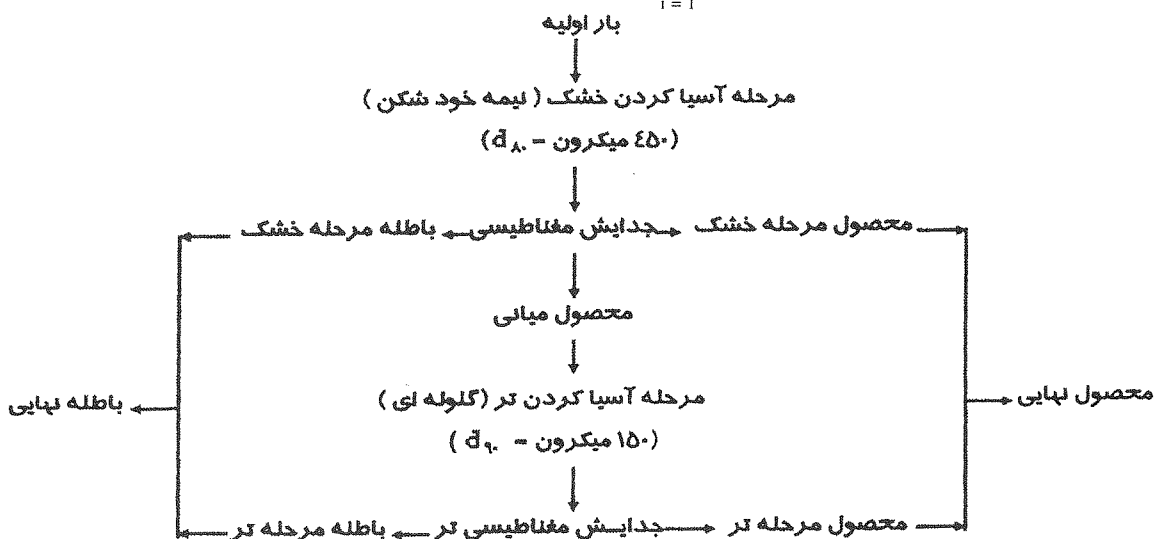 i = 1
بار اولیه
مرحله آسیا کردن خشک ( نیمه خود شکن )
(d۸۰ – ۴۵۰ میکرون)
محصول مرحله خشک جدایش مغناطیسی باطله مرحله خشک
محصول میانی
مرحله آسیا کردن تر (گلوله ای )
محصول نهایی
باطله نهایی
(d۹۰ – ۱۵۰ میکرون)
محصول مرحله تر جدایش مغناطیسی تر باطله مرحله تر